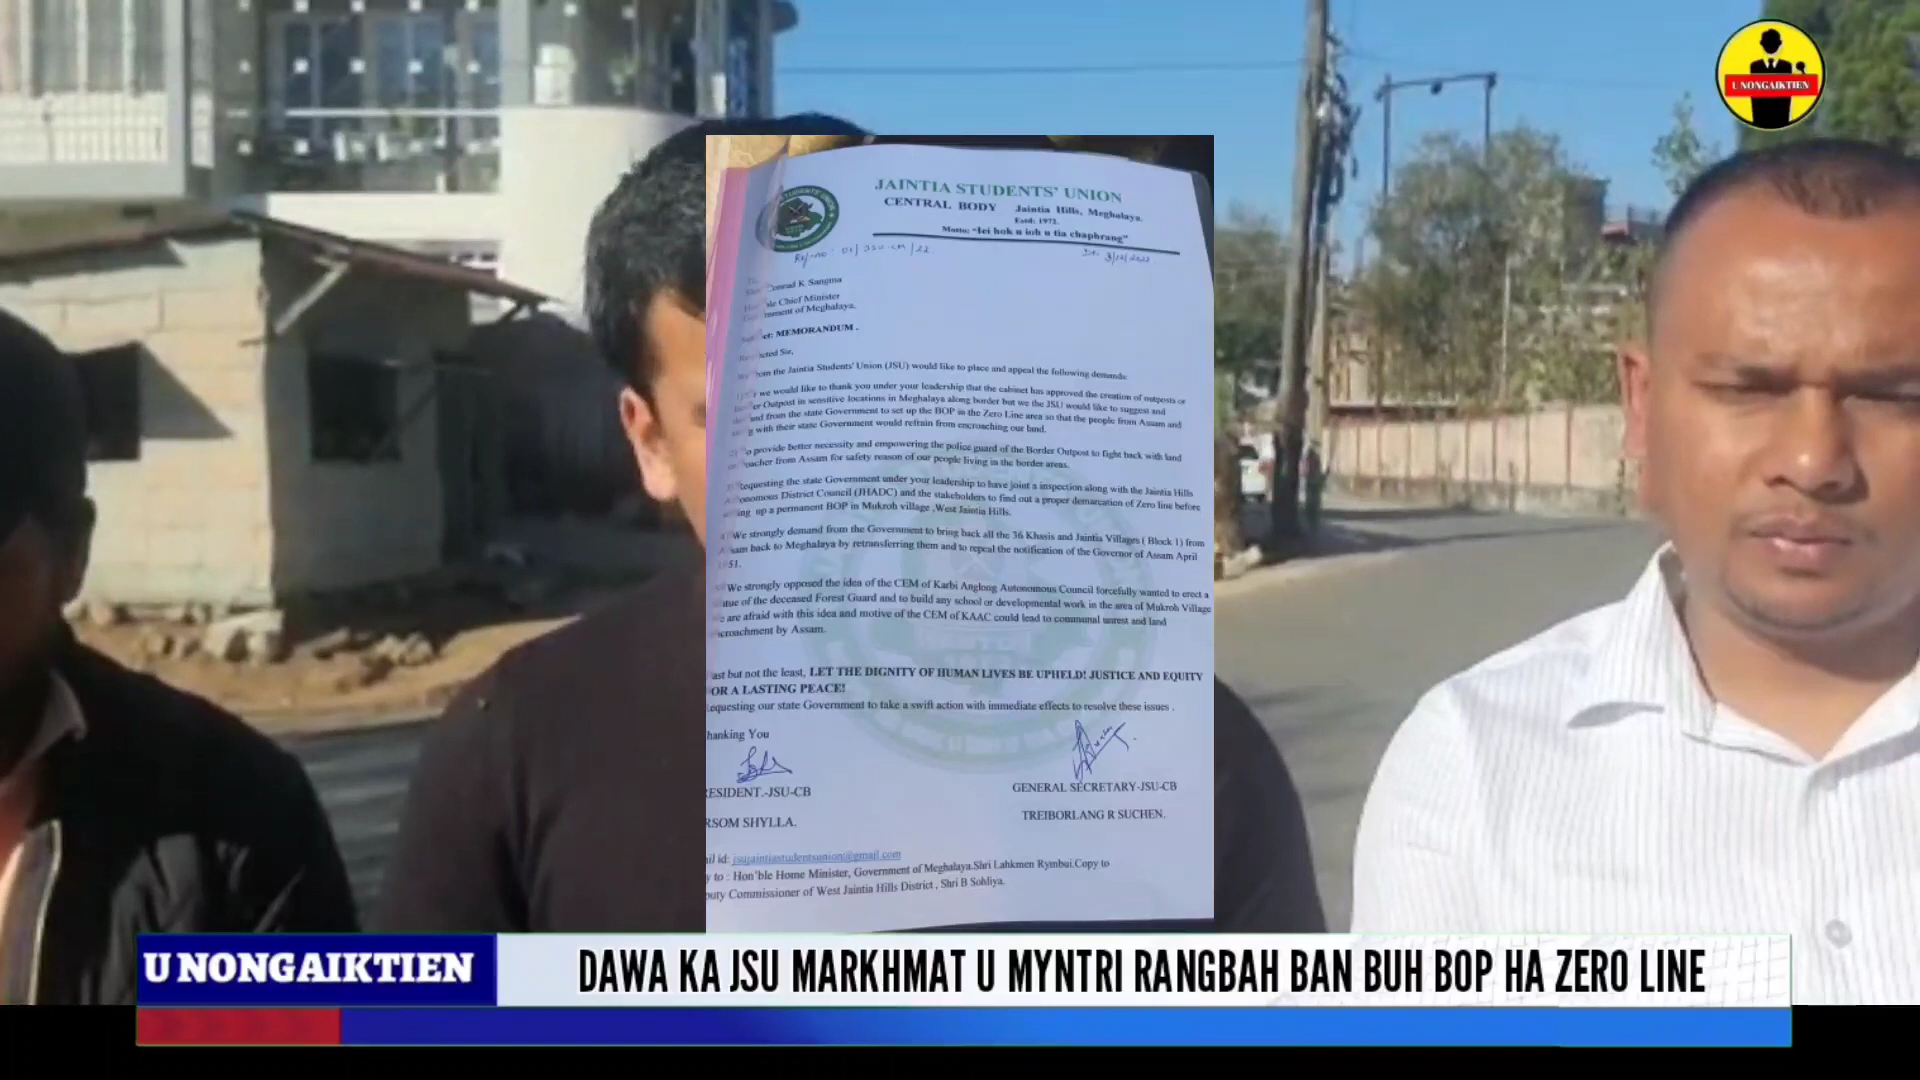 U NONGAIKTIEN
JAINTIA STUDENTS' UNION
CENTRAL BODY Jaintia Hills, Meghalaya.
Estd: 1972.
Motto: "Iei hok u ioh u tia chaphrang"
Conrad K Sangma
Chief Minister
of Meghalaya.
MEMORANDUM .
Sir,
the Jaintia Students' Union (JSU) would like to place and appeal the following demands
we would like to thank you under your leadership that the cabinet has approved the creation of outposts or
Outpost in sensitive locations in Meghalaya along border but we the JSU would like to suggest and
from the state Government to set up the BOP in the Zero Line area so that the people from Assam and
with their state Government would refrain from encroaching our land.
provide better necessity and empowering the police guard of the Border Outpost to fight back with land
from Assam for safety reason of our people living in the border areas.
Requesting the state Government under your leadership to have joint a inspection along with the Jaintia Hills
District Council (JHADC) and the stakeholders to find out a proper demarcation of Zero line before
up a permanent BOP in Mukroh village ,West Jaintia Hills.
We strongly demand from the Government to bring back all the 36 Khasis and Jaintia Villages ( Block 1) from
back to Meghalaya by retransferring them and to repeal the notification of the Governor of Assam April
We strongly opposed the idea of the CEM of Karbi Anglong Autonomous Council forcefully wanted to erect a
of the deceased Forest Guard and to build any school or developmental work in the area of Mukroh Village
are afraid with this idea and motive of the CEM of KAAC could lead to communal unrest and land
by Assam.
but not the least, LET THE DIGNITY OF HUMAN LIVES BE UPHELD! JUSTICE AND EQUITY
OR A LASTING PEACE!
equesting our state Government to take a swift action with immediate effects to resolve these issues .
hanking You
ESIDENT.-JSU-CB GENERAL SECRETARY-JSU-CB
RSOM SHYLLA. TREIBORLANG R SUCHEN.
id: jsujaintiastudentsunion@gmail.com
to : Hon'ble Home Minister, Government of Meghalaya.Shri Lahkmen Rymbui.Copy to
Commissioner of West Jaintia Hills District , Shri B Sohliya.
U NONGAIKTIEN
DAWA KA JSU MARKHMAT U MYNTRI RANGBAH BAN BUH BOP HA ZERO LINE